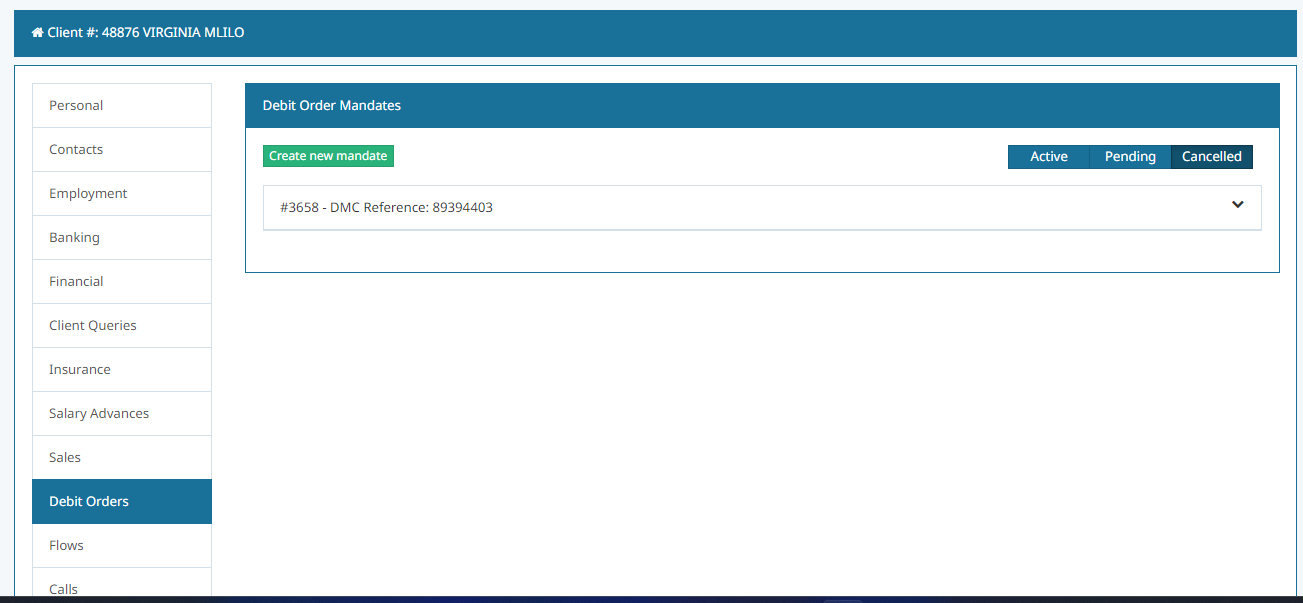 Client #: 48876 VIRGINIA MLILO
Personal
Contacts
Employment
Banking
Financial
Client Queries
Insurance
Salary Advances
Sales
Debit Orders
Flows
Calls
Debit Order Mandates
Create new mandate
Active
Pending
Cancelled
#3658 - DMC Reference: 89394403